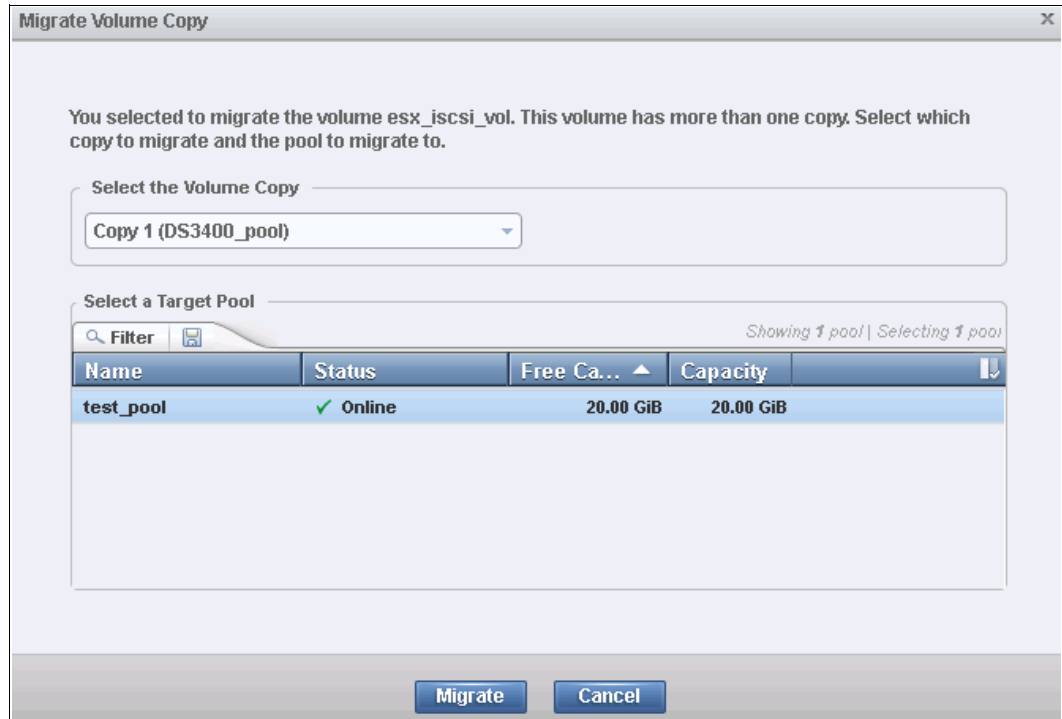 Migrate Volume Copy x
You selected to migrate the volume esx_iscsi_vol. This volume has more than one copy. Select which
copy to migrate and the pool to migrate to.
Select the Volume Copy
Copy 1 (DS3400_pool)
Select a Target Pool
Filter Showing 1 pool | Selecting 1 pool
Name Status Free Ca... Capacity
test_pool Online 20.00 GiB 20.00 GiB
Migrate Cancel